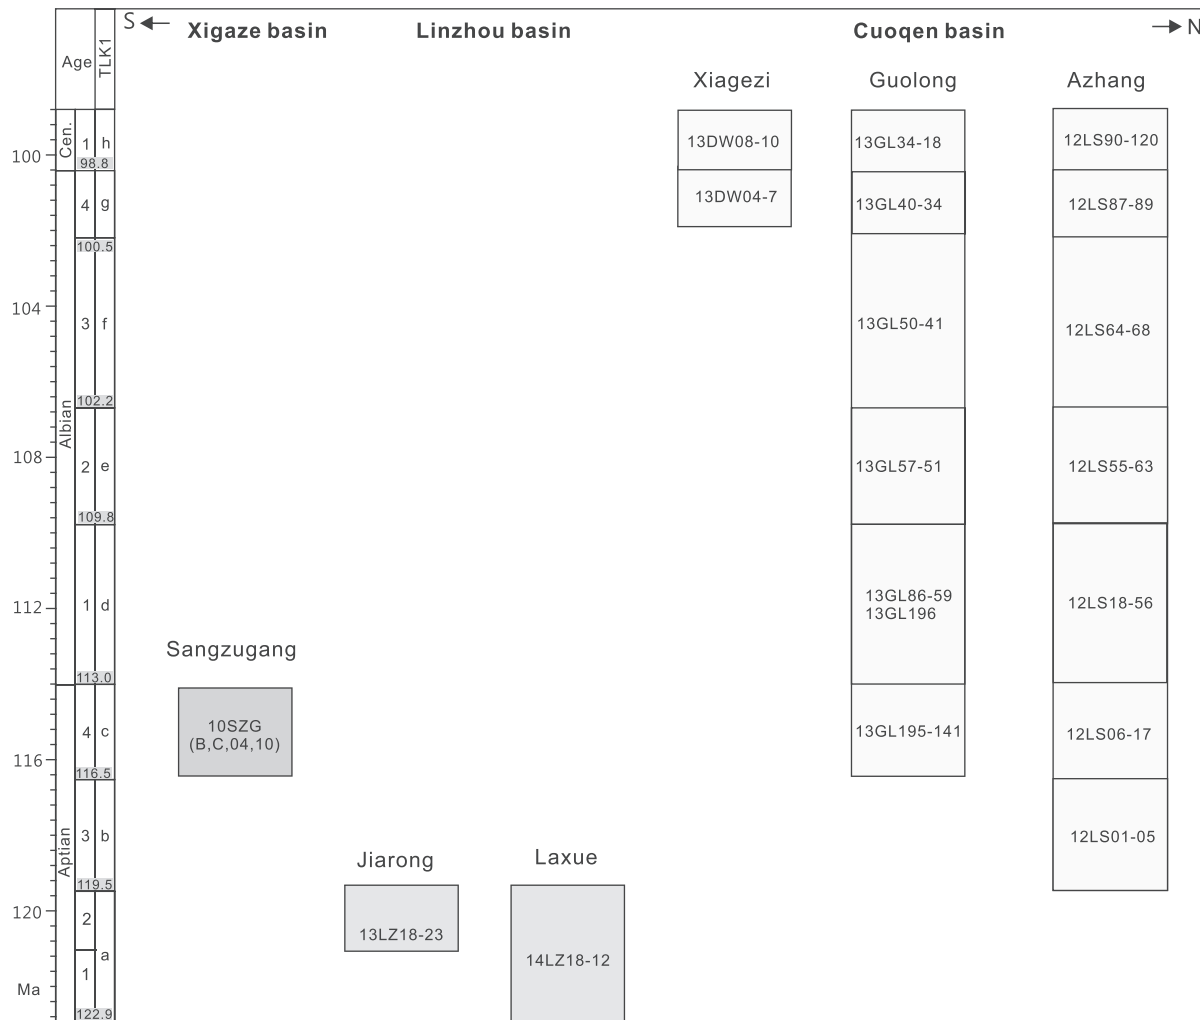 S
Xigaze basin
Linzhou basin
Cuoqen basin
N
Age
TLK1
Xiagezi
Guolong
Azhang
Cen.
1
h
98.8
100
13DW08-10
13GL34-18
12LS90-120
4
g
100.5
13DW04-7
13GL40-34
12LS87-89
104
3
f
102.2
13GL50-41
12LS64-68
Albian
108
2
e
109.8
13GL57-51
12LS55-63
112
1
d
113.0
13GL86-59
13GL196
12LS18-56
Sangzugang
10SZG
(B,C,04,10)
4
c
116
116.5
13GL195-141
12LS06-17
Aptian
3
b
119.5
12LS01-05
Jiarong
Laxue
120
2
13LZ18-23
14LZ18-12
a
1
Ma
122.9